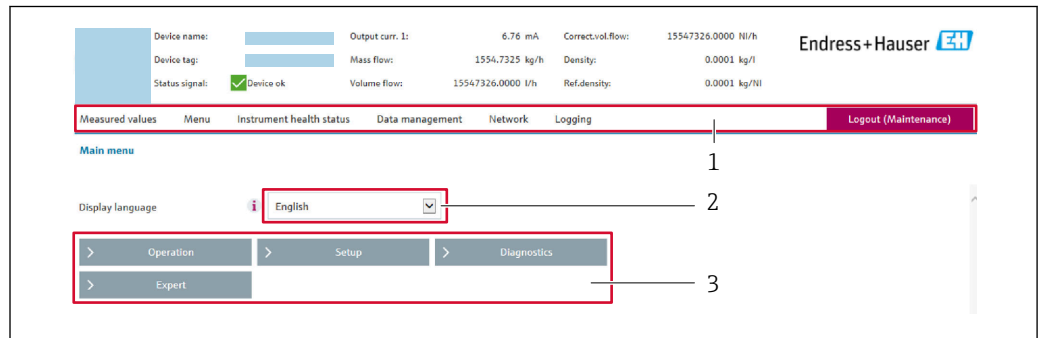 Device name: Output curr. 1: 6.76 mA Correct.vol.flow: 15547326.0000 Nl/h
Endress+Hauser EH
Device tag: Mass flow: 1554.7325 kg/h Density: 0.0001 kg/l
Status signal: Device ok Volume flow: 15547326.0000 l/h Ref.density: 0.0001 kg/Nl
Measured values Menu Instrument health status Data management Network Logging Logout (Maintenance)
1
Main menu
Display language i English 2
> Operation > Setup > Diagnostics
> Expert 3